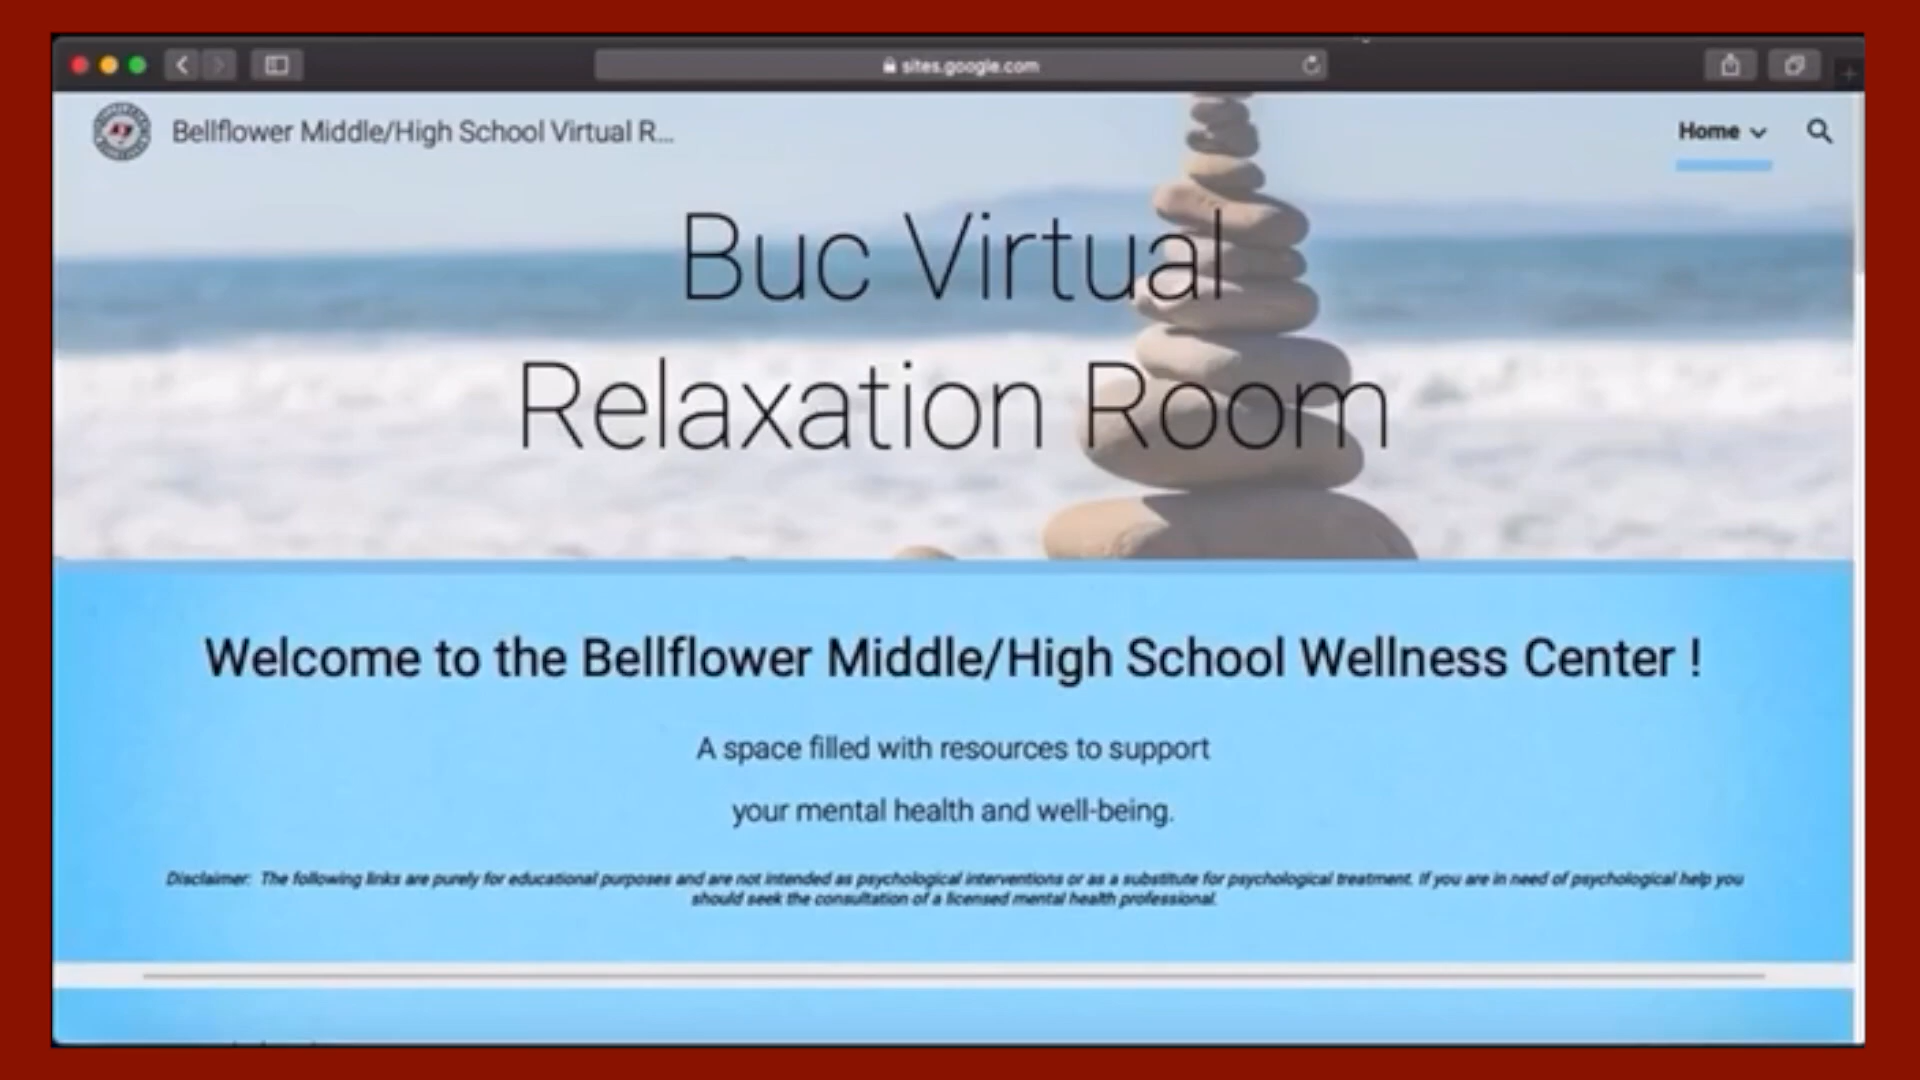 sites.google.com
Bellflower Middle/High School Virtual R...
Home
Buc Virtual
Relaxation Room
Welcome to the Bellflower Middle/High School Wellness Center !
A space filled with resources to support
your mental health and well-being.
Disclaimer: The following links are purely for educational purposes and are not intended as psychological interventions or as a substitute for psychological treatment. If you are in need of psychological help you
should seek the consultation of a licensed mental health professional.